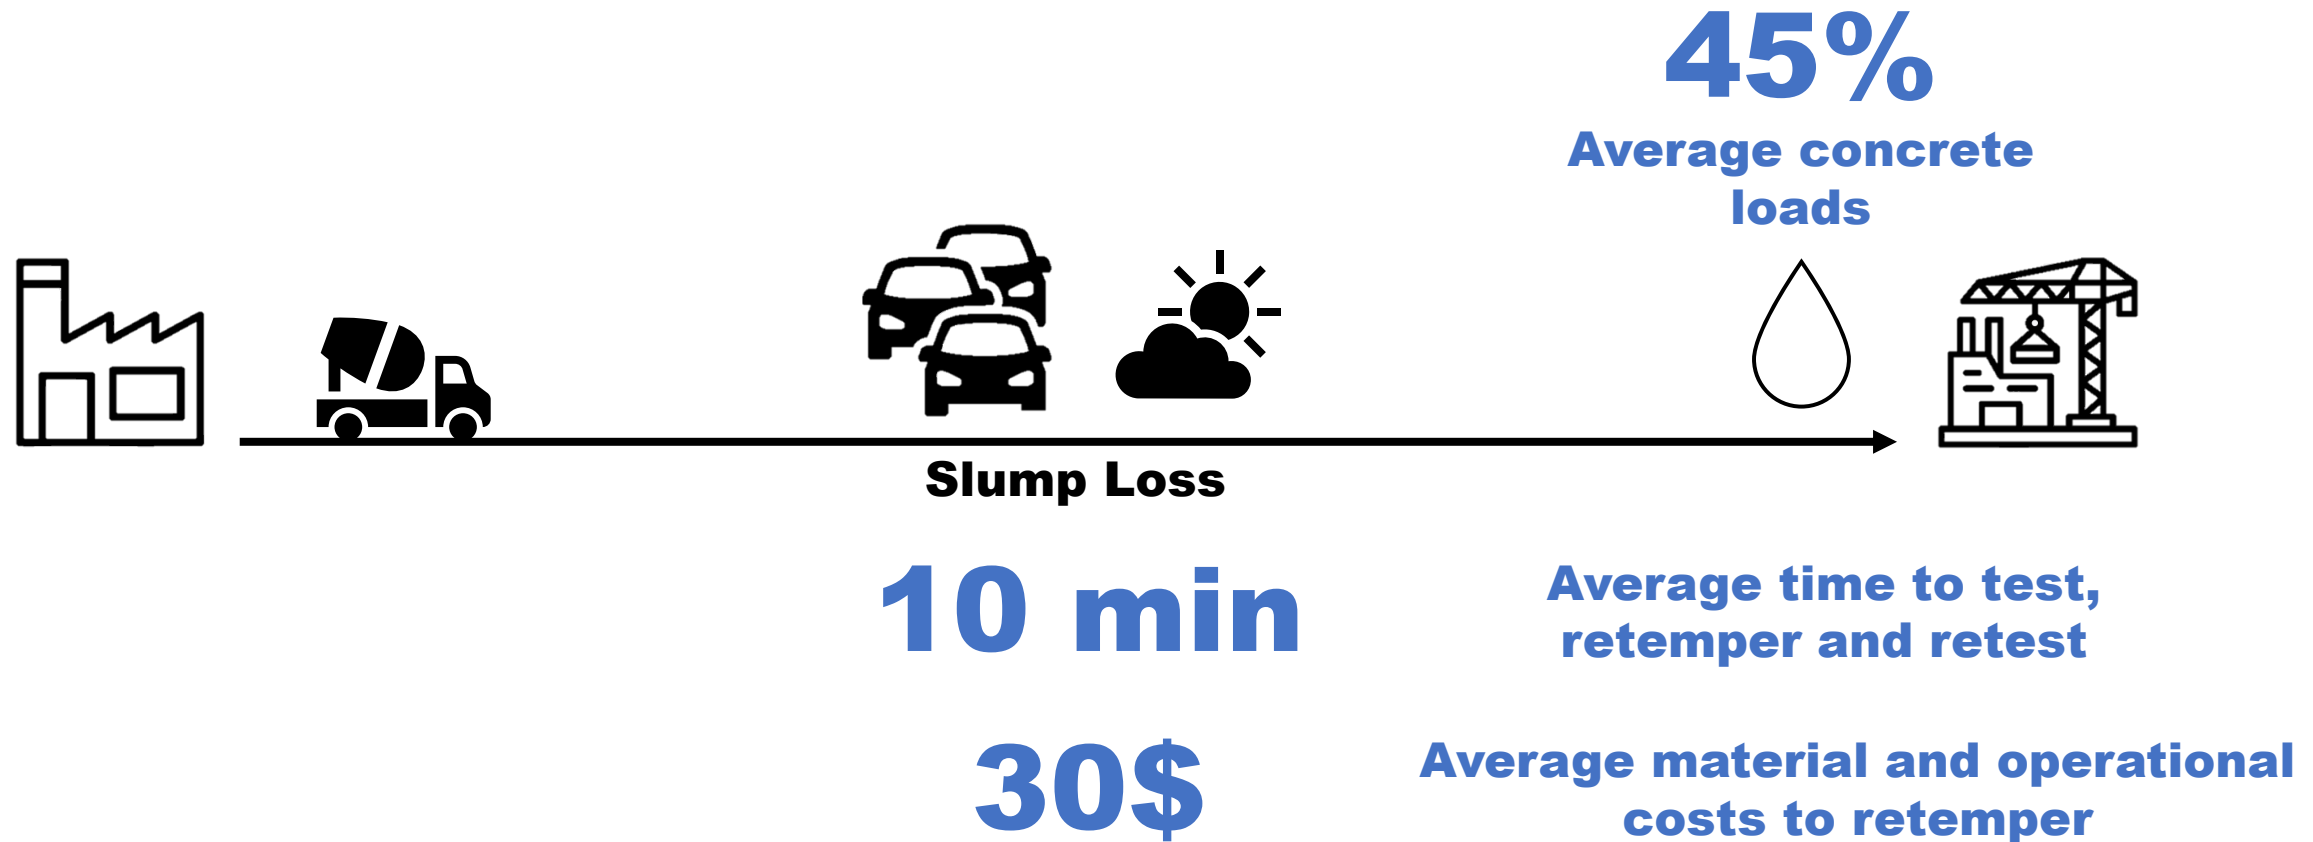 45%
Average concrete
loads
Slump Loss
10 min
Average time to test,
retemper and retest
30$
Average material and operational
costs to retemper